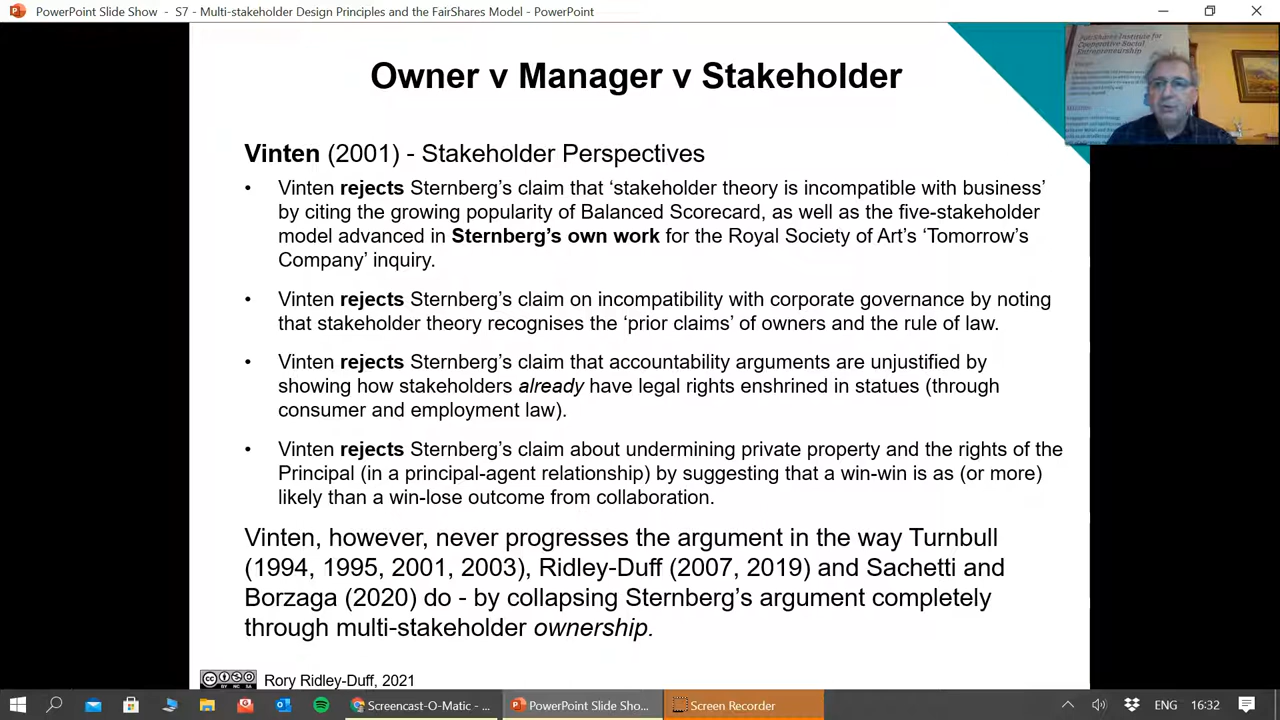 PowerPoint Slide Show - S7 - Multi-stakeholder Design Principles and the FairShares Model - PowerPoint
FairShares Institute for
Cooperative Social
Entrepreneurship
Owner v Manager v Stakeholder
Vinten (2001) - Stakeholder Perspectives
• Vinten rejects Sternberg's claim that 'stakeholder theory is incompatible with business'
by citing the growing popularity of Balanced Scorecard, as well as the five-stakeholder
model advanced in Sternberg's own work for the Royal Society of Art's 'Tomorrow's
Company' inquiry.
• Vinten rejects Sternberg's claim on incompatibility with corporate governance by noting
that stakeholder theory recognises the 'prior claims' of owners and the rule of law.
• Vinten rejects Sternberg's claim that accountability arguments are unjustified by
showing how stakeholders already have legal rights enshrined in statues (through
consumer and employment law).
• Vinten rejects Sternberg's claim about undermining private property and the rights of the
Principal (in a principal-agent relationship) by suggesting that a win-win is as (or more)
likely than a win-lose outcome from collaboration.
Vinten, however, never progresses the argument in the way Turnbull
(1994, 1995, 2001, 2003), Ridley-Duff (2007, 2019) and Sachetti and
Borzaga (2020) do - by collapsing Sternberg's argument completely
through multi-stakeholder ownership.
CC BY NC SA
Rory Ridley-Duff, 2021
Screencast-O-Matic - ...
PowerPoint Slide Sho...
Screen Recorder
ENG
16:32